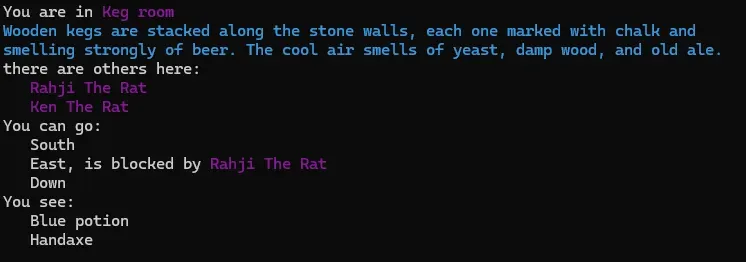 You are in Keg room
Wooden kegs are stacked along the stone walls, each one marked with chalk and
smelling strongly of beer. The cool air smells of yeast, damp wood, and old ale.
there are others here:
Rahji The Rat
Ken The Rat
You can go:
South
East, is blocked by Rahji The Rat
Down
You see:
Blue potion
Handaxe